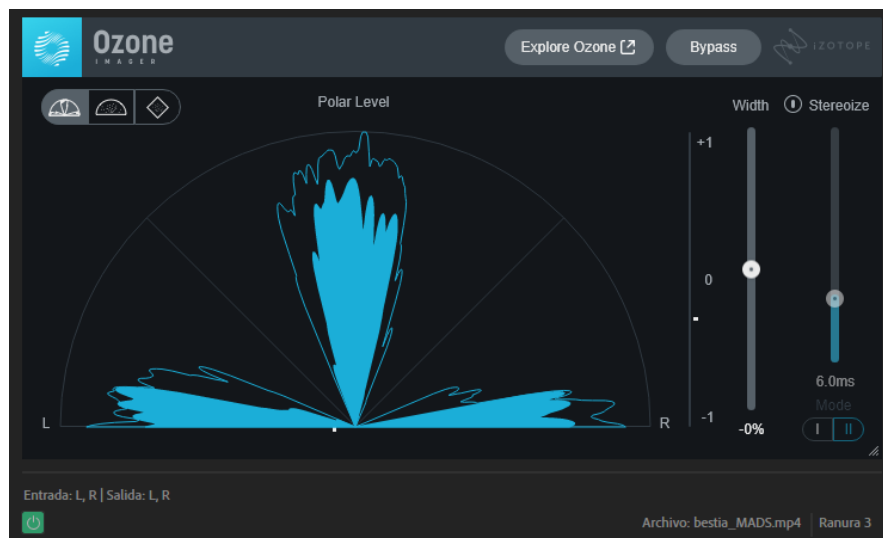 Ozone
IMAGER
Explore Ozone
Bypass
iZOTOPE
Polar Level
Width
Stereoize
+1
0
-1
L
R
-0%
6.0ms
Mode
I
II
Entrada: L, R | Salida: L, R
Archivo: bestia_MADS.mp4
Ranura 3